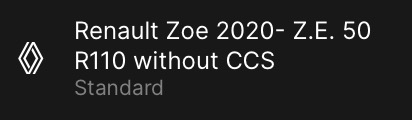 Renault Zoe 2020- Z.E. 50
R110 without CCS
Standard